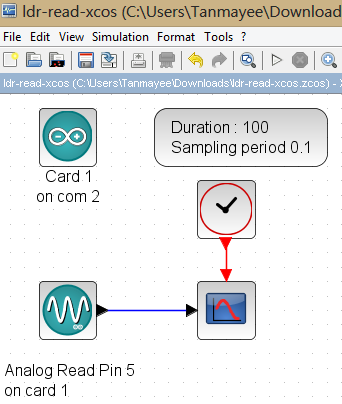 ldr-read-xcos (C:\Users\Tanmayee\Download
File Edit View Simulation Format Tools ?
ldr-read-xcos (C:\Users\Tanmayee\Downloads\ldr-read-xcos.zcos) - X
Duration : 100
Sampling period 0.1
Card 1
on com 2
Analog Read Pin 5
on card 1